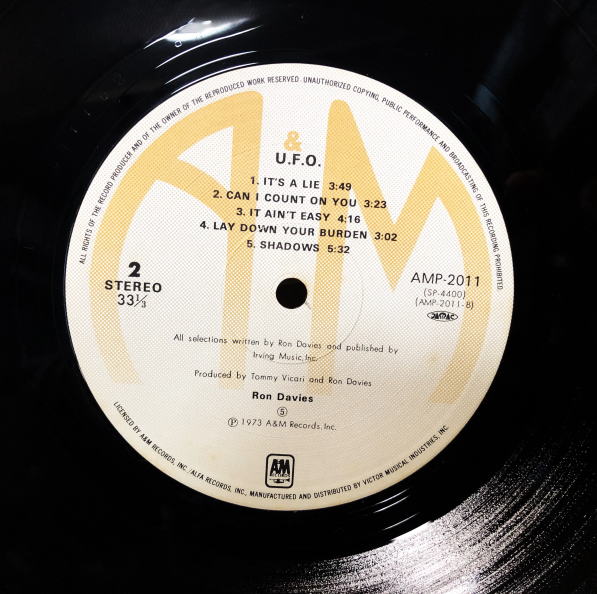 ALL RIGHTS OF THE RECORD PRODUCER AND OF THE OWNER OF THE REPRODUCED WORK RESERVED · UNAUTHORIZED COPYING, PUBLIC PERFORMANCE AND BROADCASTING OF THIS RECORDING PROHIBITED
A&M
U.F.O.
1. IT'S A LIE 3:49
2. CAN I COUNT ON YOU 3:23
3. IT AIN'T EASY 4:16
4. LAY DOWN YOUR BURDEN 3:02
5. SHADOWS 5:32
2
STEREO
33⅓
AMP-2011
(SP-4400)
(AMP-2011-B)
All selections written by Ron Davies and published by
Irving Music, Inc.
Produced by Tommy Vicari and Ron Davies
Ron Davies
⑤
Ⓟ 1973 A&M Records, Inc.
A&M
RECORDS
LICENSED BY A&M RECORDS, INC./ALFA RECORDS, INC., MANUFACTURED AND DISTRIBUTED BY VICTOR MUSICAL INDUSTRIES, INC.